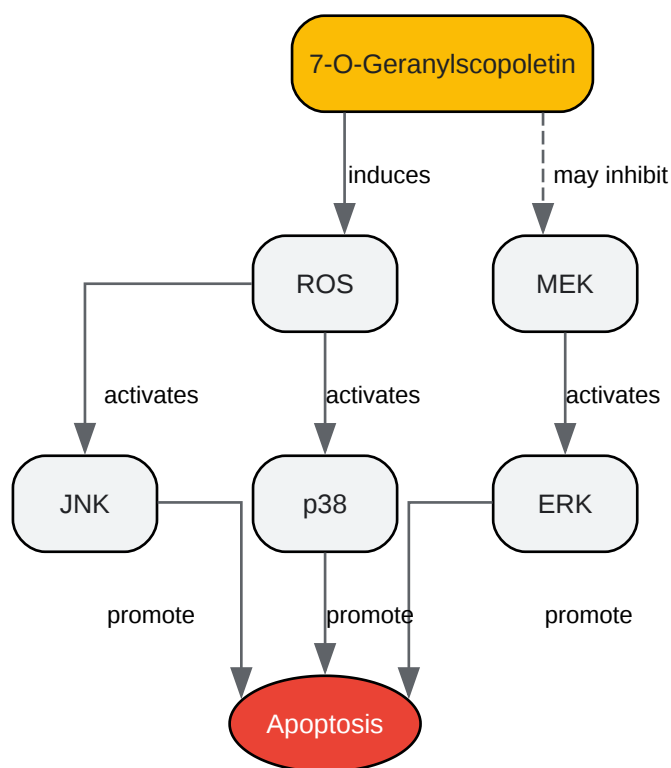 7-O-Geranylscopoletin
induces
may inhibit
ROS
MEK
activates
activates
activates
JNK
p38
ERK
promote
promote
promote
Apoptosis